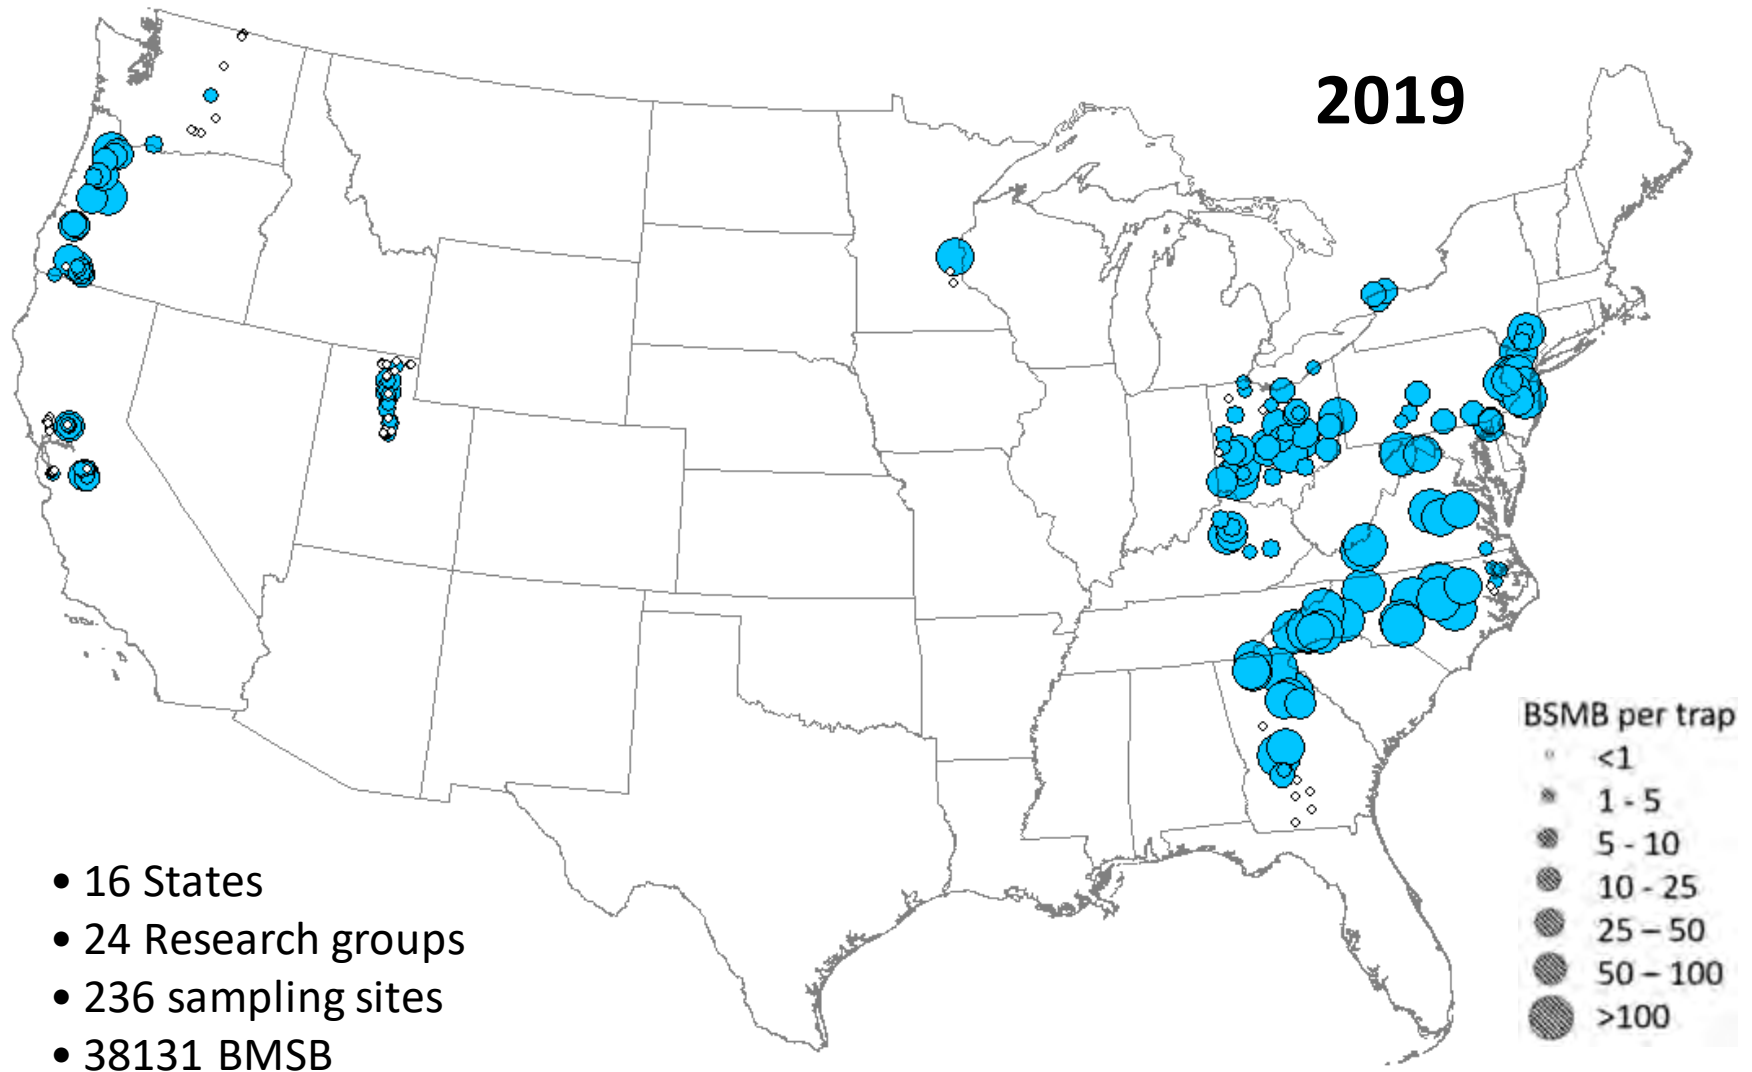 2019
BSMB per trap
<1
1 - 5
5 - 10
10 - 25
25 – 50
50 – 100
>100
• 16 States
• 24 Research groups
• 236 sampling sites
• 38131 BMSB